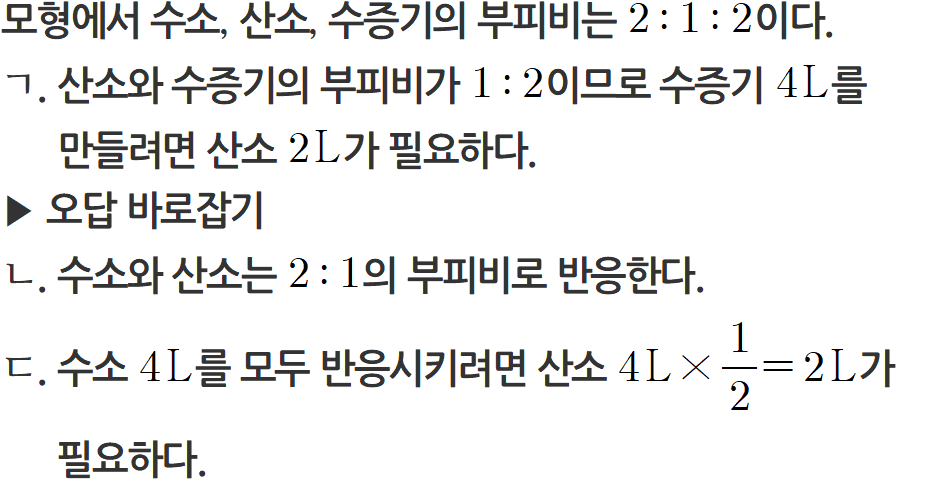 모형에서 수소, 산소, 수증기의 부피비는 2 : 1 : 2이다.
ㄱ. 산소와 수증기의 부피비가 1 : 2이므로 수증기 4L를
만들려면 산소 2L가 필요하다.
▶ 오답 바로잡기
ㄴ. 수소와 산소는 2 : 1의 부피비로 반응한다.
ㄷ. 수소 4L를 모두 반응시키려면 산소 4L × 1/2 = 2L가
필요하다.